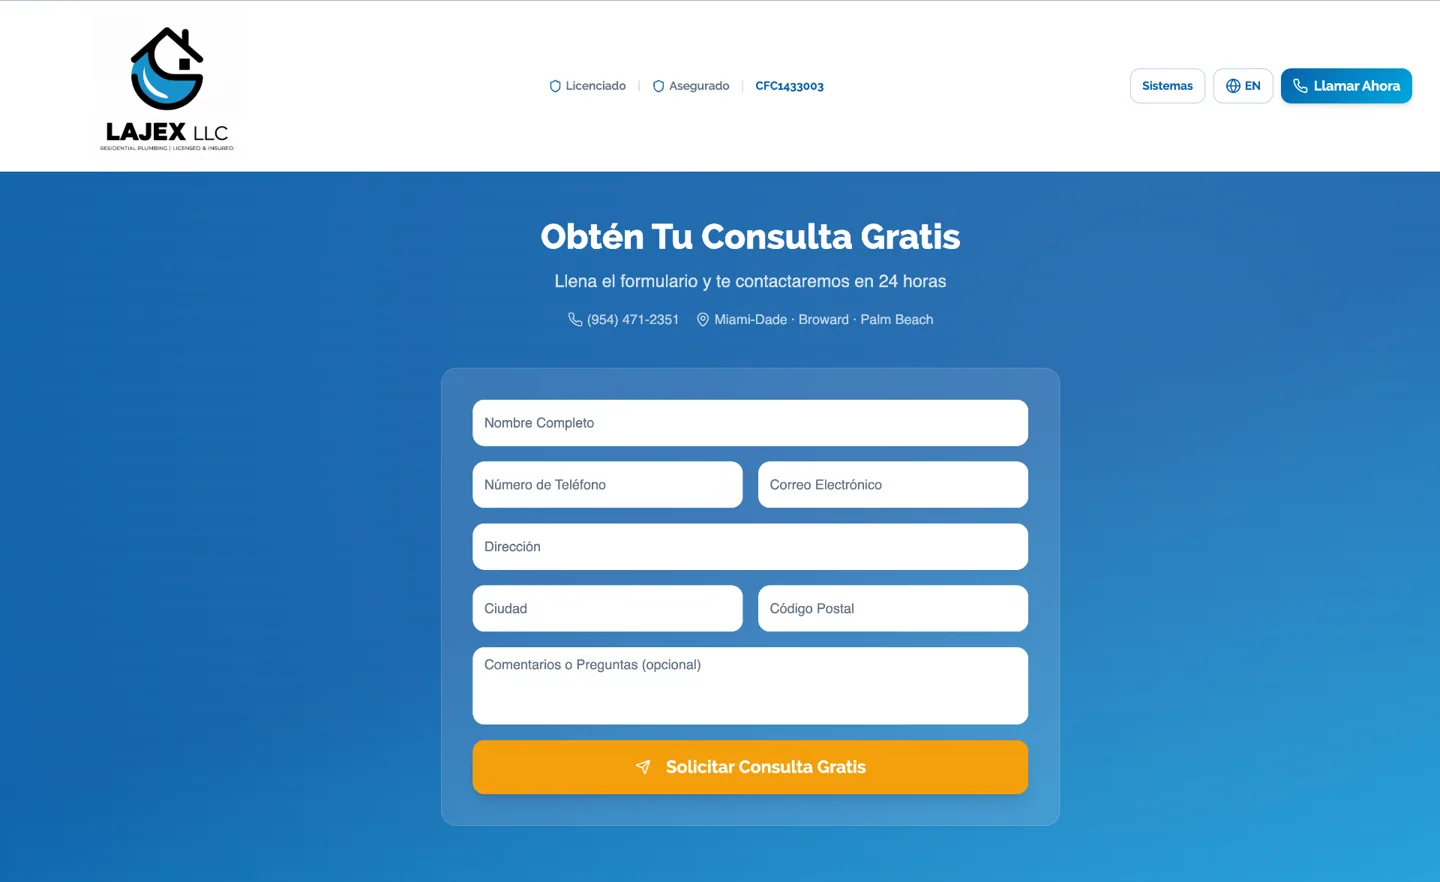 LAJEX LLC
RESIDENTIAL PLUMBING | LICENSED & INSURED
Licenciado | Asegurado | CFC1433003
Sistemas
EN
Llamar Ahora
Obtén Tu Consulta Gratis
Llena el formulario y te contactaremos en 24 horas
(954) 471-2351 Miami-Dade · Broward · Palm Beach
Nombre Completo
Número de Teléfono
Correo Electrónico
Dirección
Ciudad
Código Postal
Comentarios o Preguntas (opcional)
Solicitar Consulta Gratis